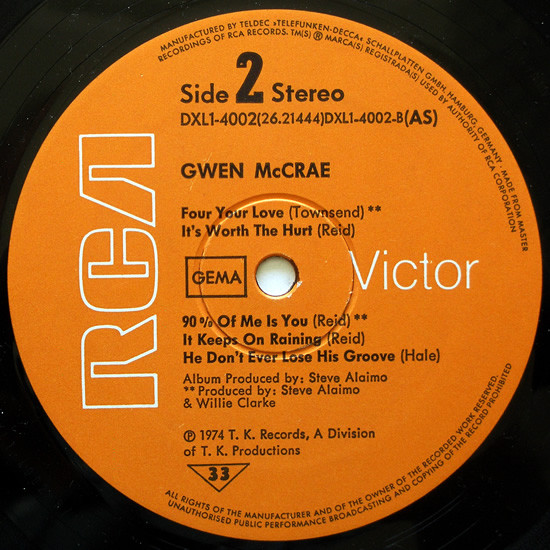 MANUFACTURED BY TELDEC »TELEFUNKEN-DECCA« SCHALLPLATTEN GMBH, HAMBURG, GERMANY · MADE FROM MASTER
RECORDINGS OF RCA RECORDS. TM(S) ® MARCA(S) REGISTRADA(S) USED BY AUTHORITY OF RCA CORPORATION
Side 2 Stereo
DXL1-4002(26.21444)DXL1-4002-B(AS)
RCA
GWEN McCRAE
Four Your Love (Townsend) **
It's Worth The Hurt (Reid)
GEMA
Victor
90% Of Me Is You (Reid) **
It Keeps On Raining (Reid)
He Don't Ever Lose His Groove (Hale)
Album Produced by: Steve Alaimo
** Produced by: Steve Alaimo
& Willie Clarke
℗ 1974 T. K. Records, A Division
of T. K. Productions
33
ALL RIGHTS OF THE MANUFACTURER AND OF THE OWNER OF THE RECORDED WORK RESERVED.
UNAUTHORISED PUBLIC PERFORMANCE BROADCASTING AND COPYING OF THE RECORD PROHIBITED